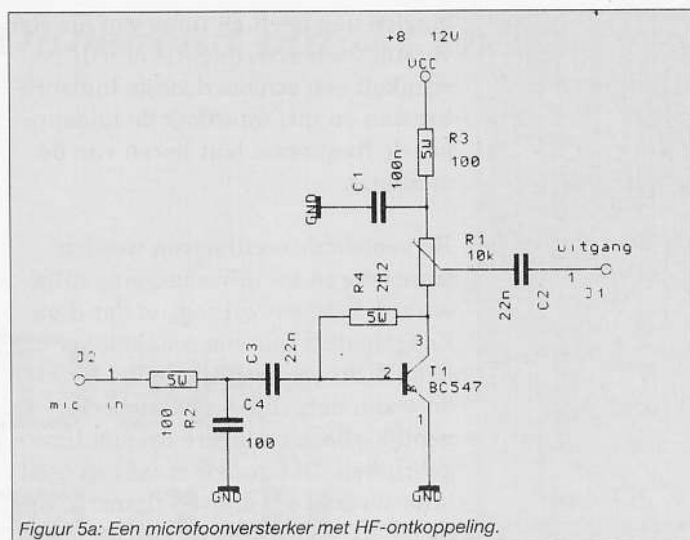 +8 12V
VCC
5W
R3
100
C1
100n
GND
R1
10k
uitgang
1
J1
22n
C2
R4
2M2
5W
3
2
T1
BC547
1
J2
1
mic in
5W
100
R2
C3
22n
C4
100
GND
GND
Figuur 5a: Een microfoonversterker met HF-ontkoppeling.